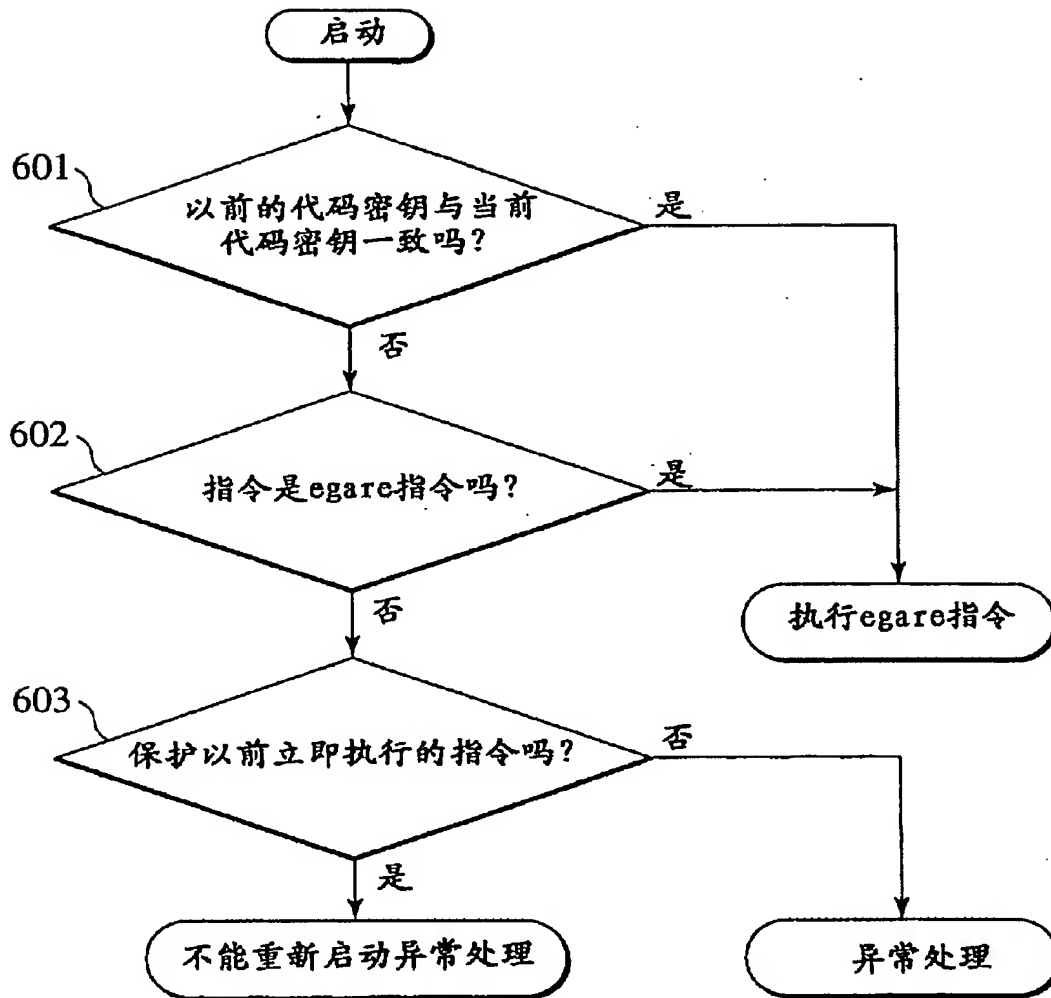 启动
601
以前的代码密钥与当前
代码密钥一致吗?
是
否
602
指令是egare指令吗?
是
否
执行egare指令
603
保护以前立即执行的指令吗?
否
是
不能重新启动异常处理
异常处理